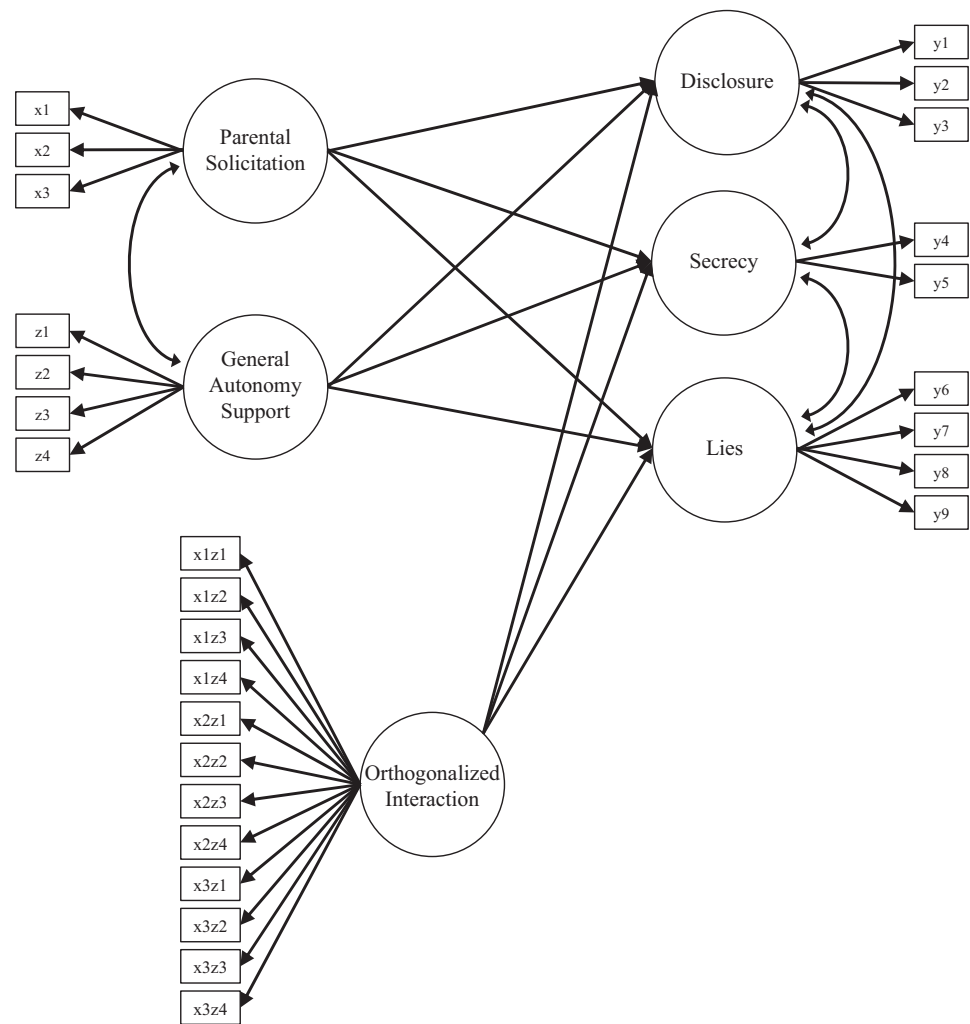 x1
x2
x3
Parental
Solicitation
z1
z2
z3
z4
General
Autonomy
Support
x1z1
x1z2
x1z3
x1z4
x2z1
x2z2
x2z3
x2z4
x3z1
x3z2
x3z3
x3z4
Orthogonalized
Interaction
Disclosure
y1
y2
y3
Secrecy
y4
y5
Lies
y6
y7
y8
y9